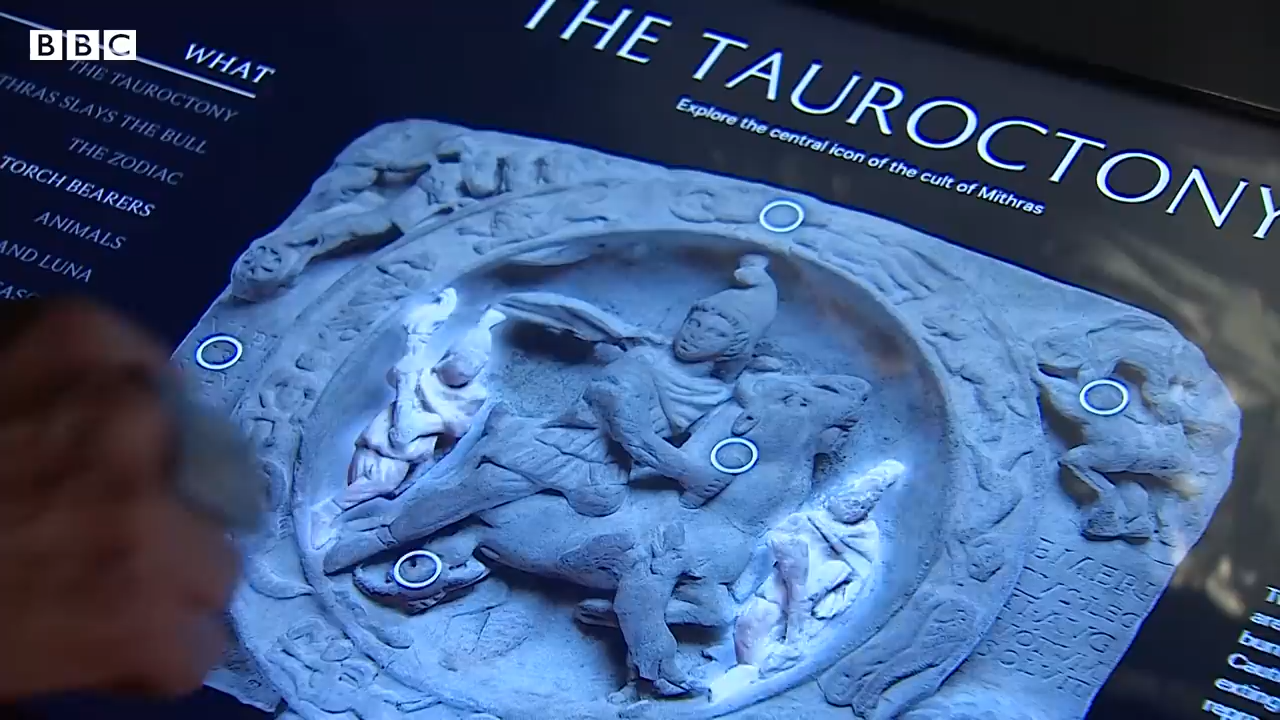 BBC
WHAT
THE TAUROCTONY
THRAS SLAYS THE BULL
THE ZODIAC
TORCH BEARERS
ANIMALS
AND LUNA
THE TAUROCTONY
Explore the central icon of the cult of Mithras